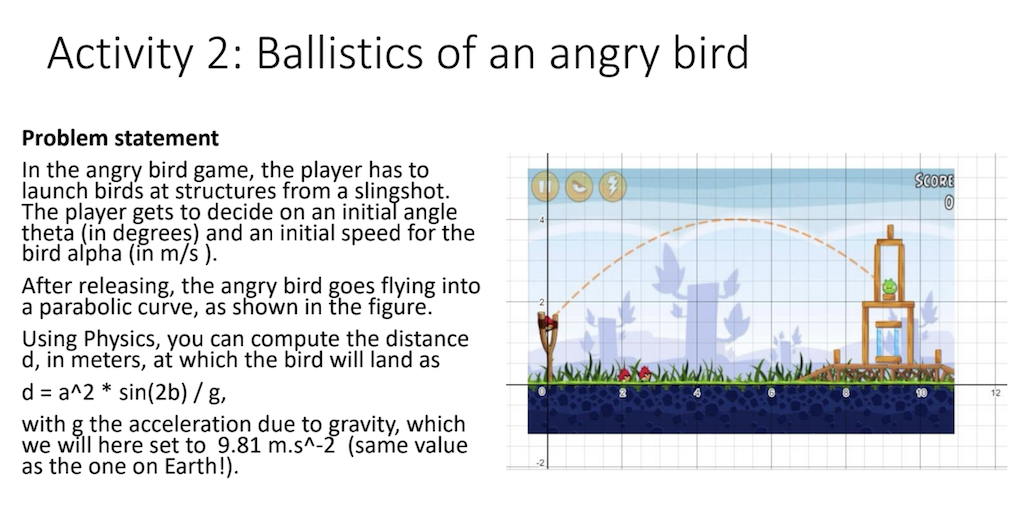 Activity 2: Ballistics of an angry bird
Problem statement
In the angry bird game, the player has to
launch birds at structures from a slingshot.
The player gets to decide on an initial angle
theta (in degrees) and an initial speed for the
bird alpha (in m/s ).
After releasing, the angry bird goes flying into
a parabolic curve, as shown in the figure.
Using Physics, you can compute the distance
d, in meters, at which the bird will land as
d = a^2 * sin(2b) / g,
with g the acceleration due to gravity, which
we will here set to 9.81 m.s^-2 (same value
as the one on Earth!).
SCORE
0
4
2
0 2 4 6 8 10 12
-2